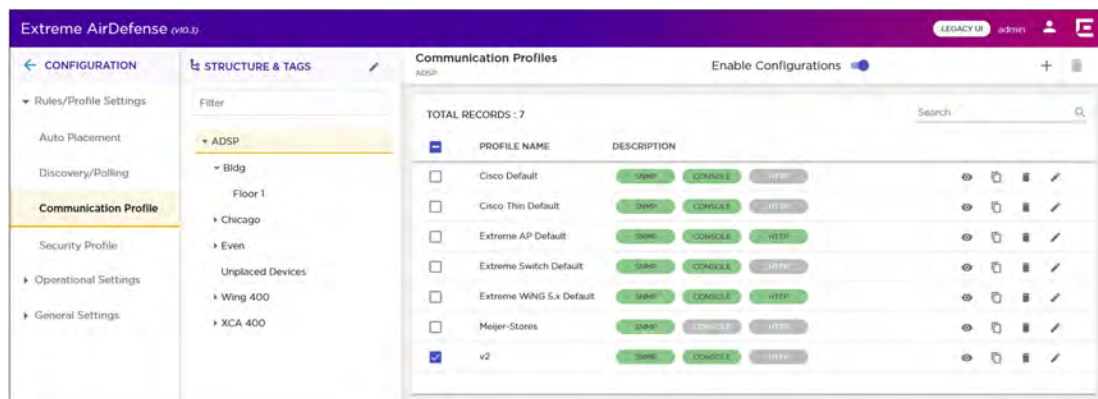 Extreme AirDefense (v10.3)
LEGACY UI admin
CONFIGURATION
Rules/Profile Settings
Auto Placement
Discovery/Polling
Communication Profile
Security Profile
Operational Settings
General Settings
STRUCTURE & TAGS
Filter
ADSP
Bldg
Floor 1
Chicago
Even
Unplaced Devices
Wing 400
XCA 400
Communication Profiles
ADSP
Enable Configurations
TOTAL RECORDS : 7
Search
PROFILE NAME DESCRIPTION
Cisco Default SNMP CONSOLE HTTP
Cisco Thin Default SNMP CONSOLE HTTP
Extreme AP Default SNMP CONSOLE HTTP
Extreme Switch Default SNMP CONSOLE HTTP
Extreme WiNG 5.x Default SNMP CONSOLE HTTP
Meijer-Stores SNMP CONSOLE HTTP
v2 SNMP CONSOLE HTTP